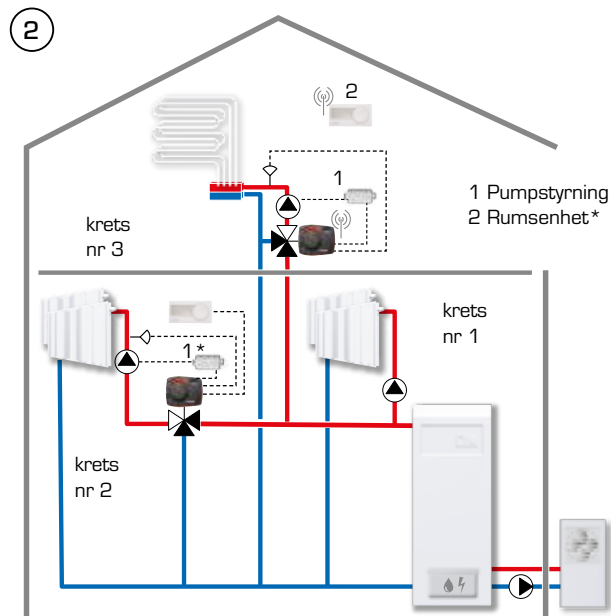 2
2
1
1 Pumpstyrning
2 Rumsenhet*
krets
nr 3
krets
nr 1
1*
krets
nr 2